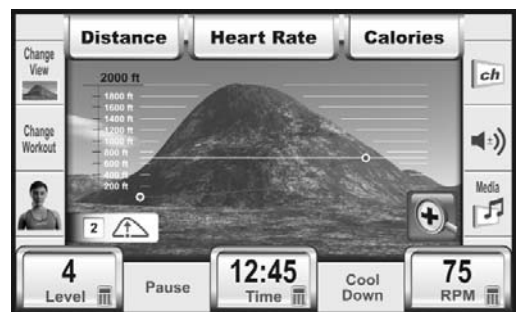 Distance
Heart Rate
Calories
Change
View
2000 ft
1800 ft
1600 ft
1400 ft
1200 ft
1000 ft
800 ft
600 ft
400 ft
200 ft
ch
Change
Workout
±
Media
2
4
Level
Pause
12:45
Time
Cool
Down
75
RPM